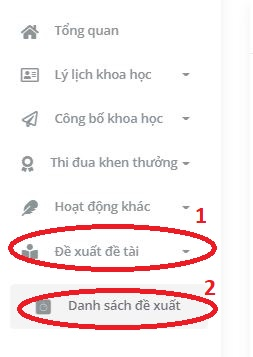 Tổng quan
Lý lịch khoa học
Công bố khoa học
Thi đua khen thưởng
Hoạt động khác
1
Đề xuất đề tài
2
Danh sách đề xuất